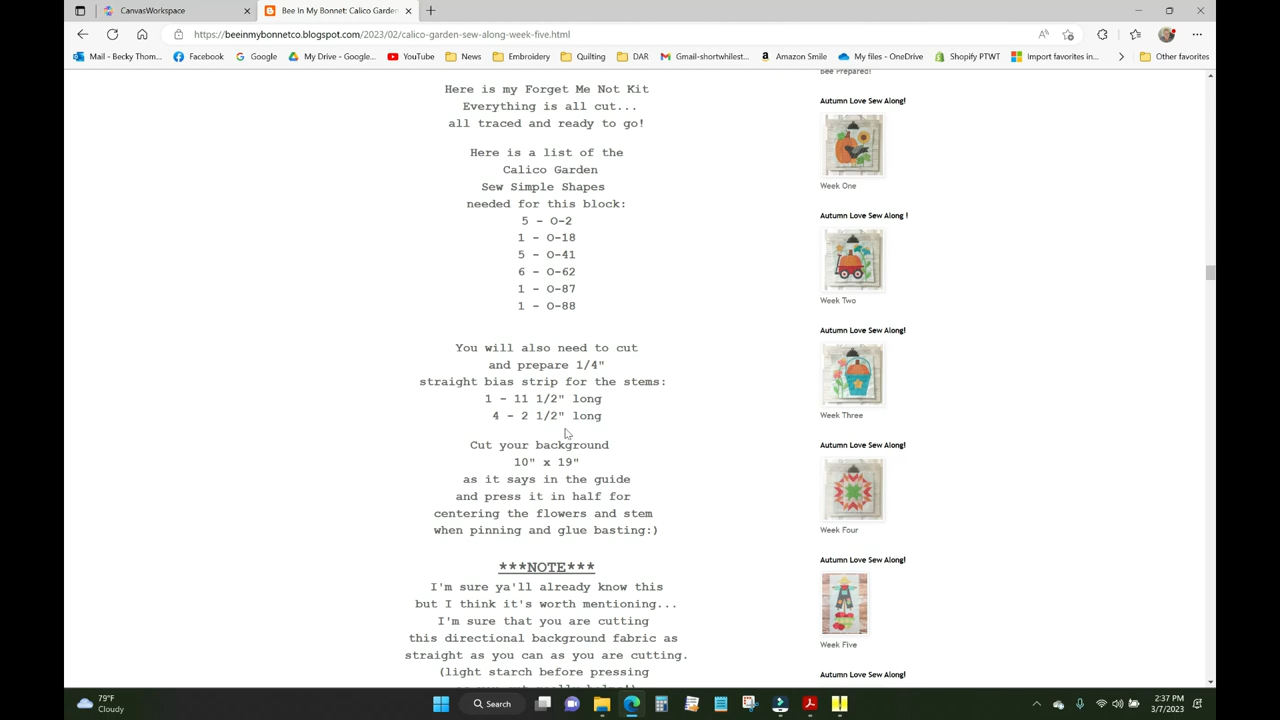 CanvasWorkspace
Bee In My Bonnet: Calico Garden
https://beeinmybonnetco.blogspot.com/2023/02/calico-garden-sew-along-week-five.html
Mail - Becky Thom... Facebook Google My Drive - Google... YouTube News Embroidery Quilting DAR Gmail-shortwhilest... Amazon Smile My files - OneDrive Shopify PTWT Import favorites in... Other favorites
Here is my Forget Me Not Kit
Everything is all cut...
all traced and ready to go!
Here is a list of the
Calico Garden
Sew Simple Shapes
needed for this block:
5 - O-2
1 - O-18
5 - O-41
6 - O-62
1 - O-87
1 - O-88
You will also need to cut
and prepare 1/4"
straight bias strip for the stems:
1 - 11 1/2" long
4 - 2 1/2" long
Cut your background
10" x 19"
as it says in the guide
and press it in half for
centering the flowers and stem
when pinning and glue basting:)
***NOTE***
I'm sure ya'll already know this
but I think it's worth mentioning...
I'm sure that you are cutting
this directional background fabric as
straight as you can as you are cutting.
(light starch before pressing
Bee Prepared!
Autumn Love Sew Along!
Week One
Autumn Love Sew Along !
Week Two
Autumn Love Sew Along!
Week Three
Autumn Love Sew Along!
Week Four
Autumn Love Sew Along!
Week Five
Autumn Love Sew Along!
79°F
Cloudy
Search
2:37 PM
3/7/2023